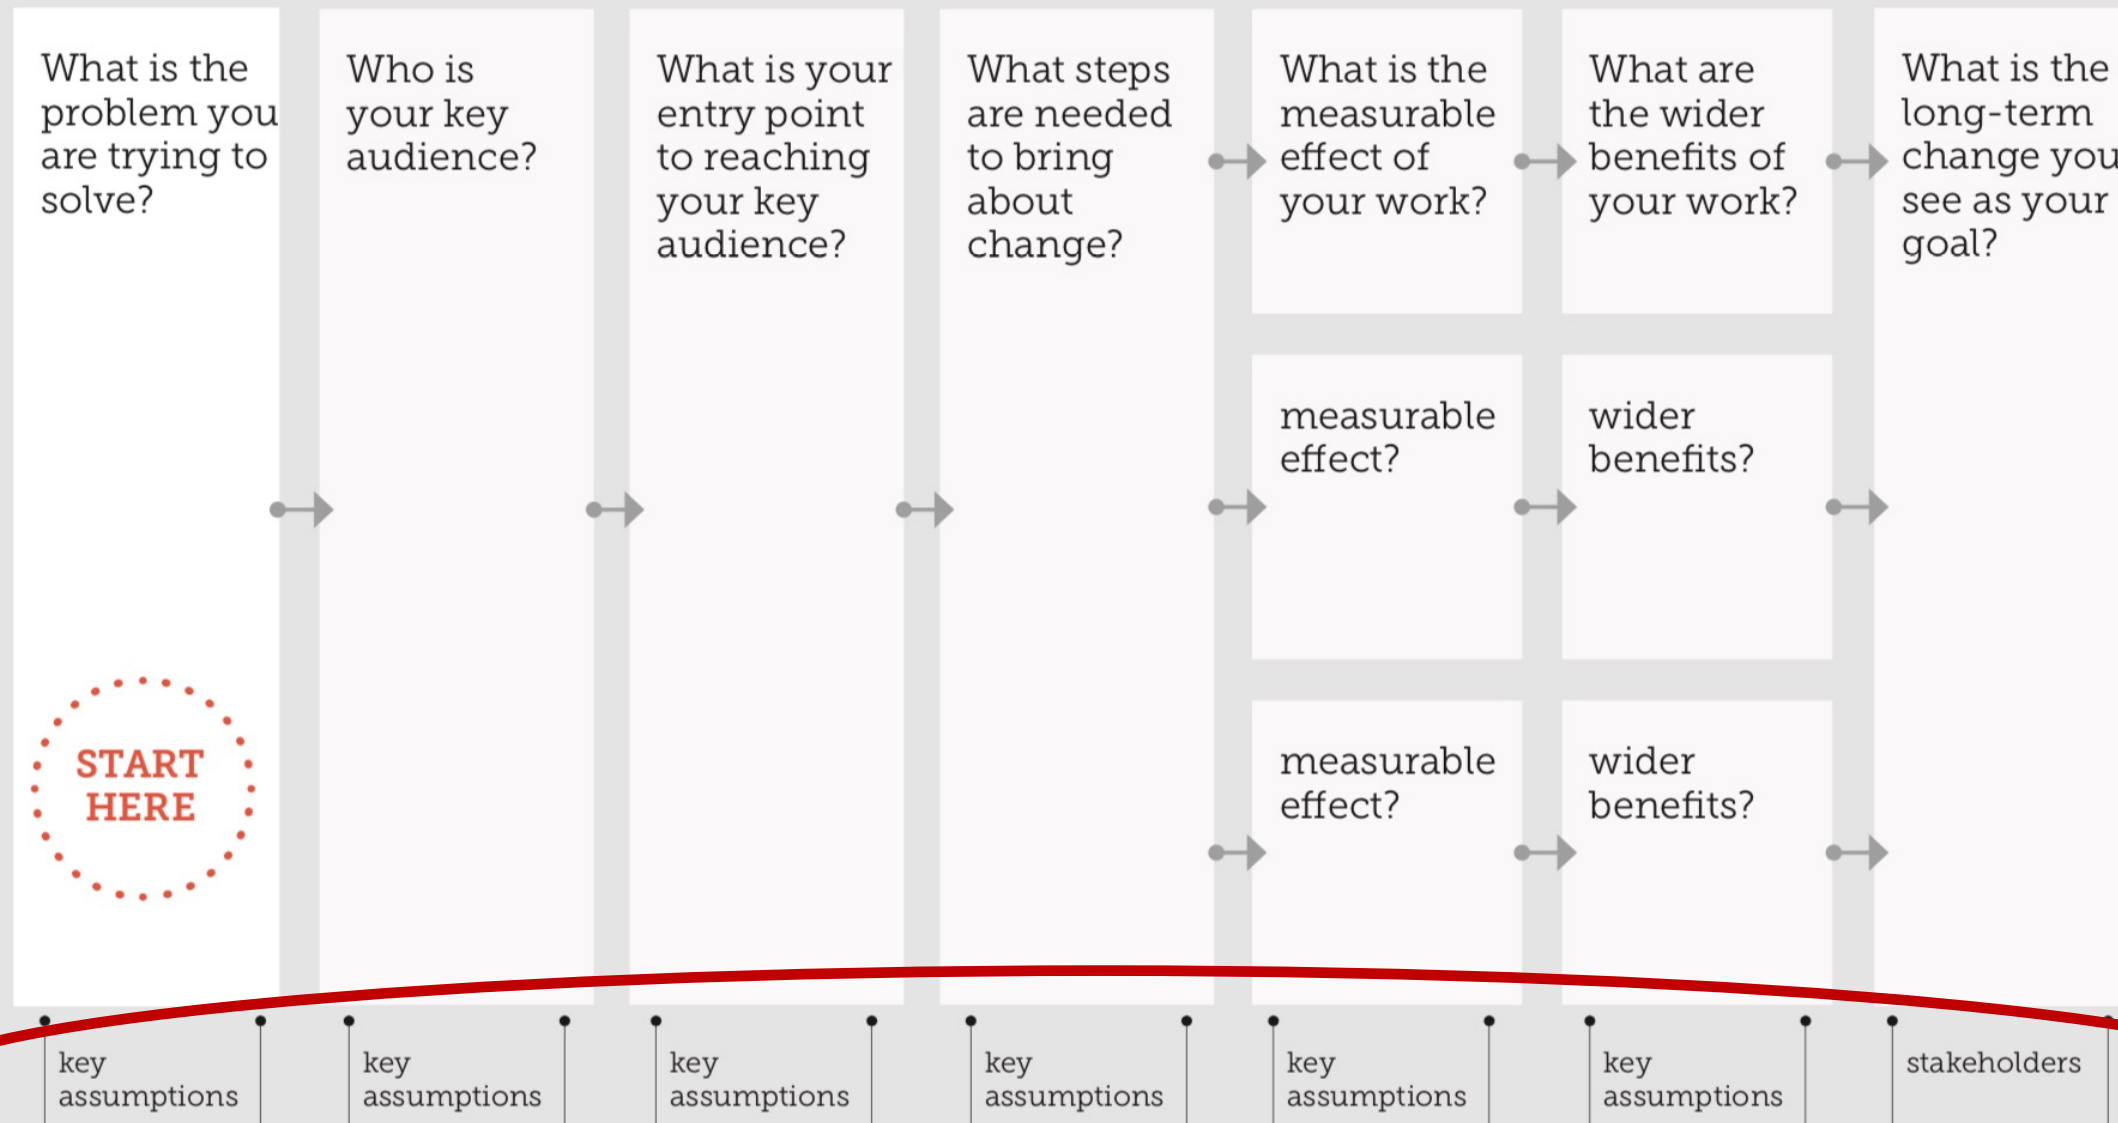 What is the
problem you
are trying to
solve?
START
HERE
Who is
your key
audience?
What is your
entry point
to reaching
your key
audience?
What steps
are needed
to bring
about
change?
What is the
measurable
effect of
your work?
measurable
effect?
measurable
effect?
What are
the wider
benefits of
your work?
wider
benefits?
wider
benefits?
What is the
long-term
change you
see as your
goal?
key
assumptions
key
assumptions
key
assumptions
key
assumptions
key
assumptions
key
assumptions
stakeholders